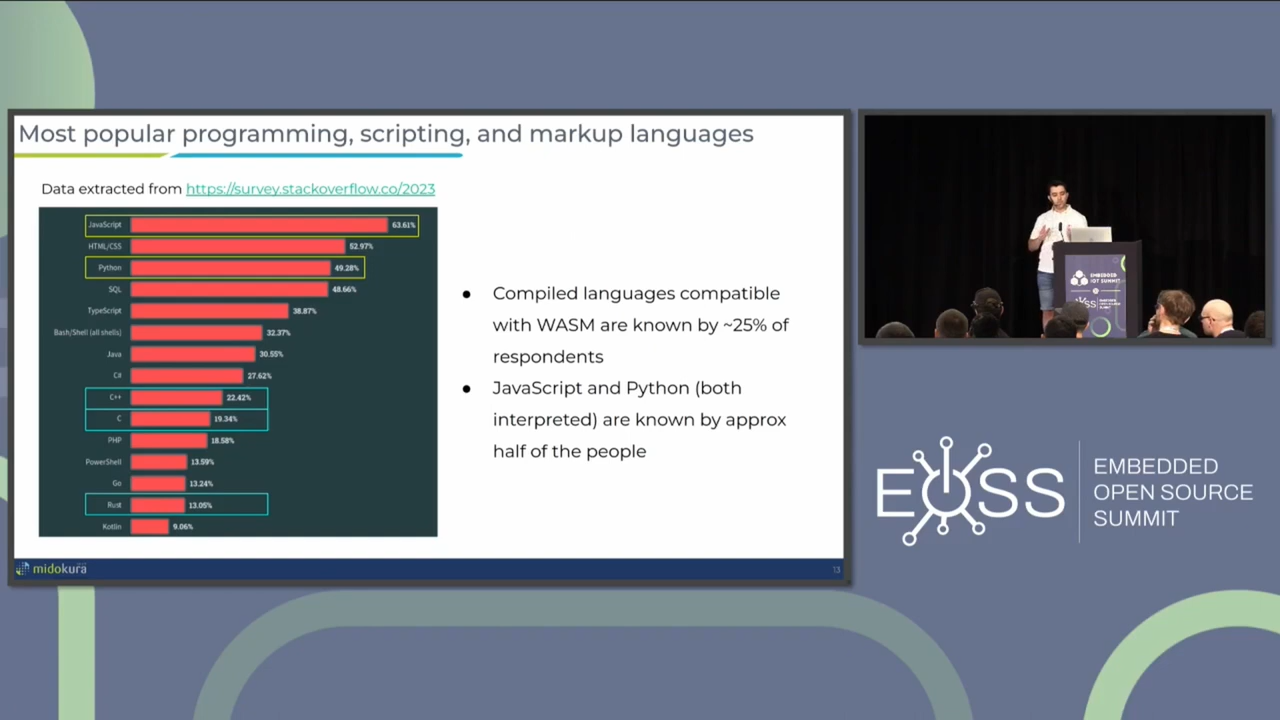 Most popular programming, scripting, and markup languages
Data extracted from https://survey.stackoverflow.co/2023
JavaScript 63.61%
HTML/CSS 52.97%
Python 49.28%
SQL 48.66%
TypeScript 38.87%
Bash/Shell (all shells) 32.37%
Java 30.55%
C# 27.62%
C++ 22.42%
C 19.34%
PHP 18.58%
PowerShell 13.59%
Go 13.24%
Rust 13.05%
Kotlin 9.06%
● Compiled languages compatible
with WASM are known by ~25% of
respondents
● JavaScript and Python (both
interpreted) are known by approx
half of the people
midokura
13
EMBEDDED
IOT SUMMIT
EOSS
EMBEDDED
OPEN SOURCE
SUMMIT